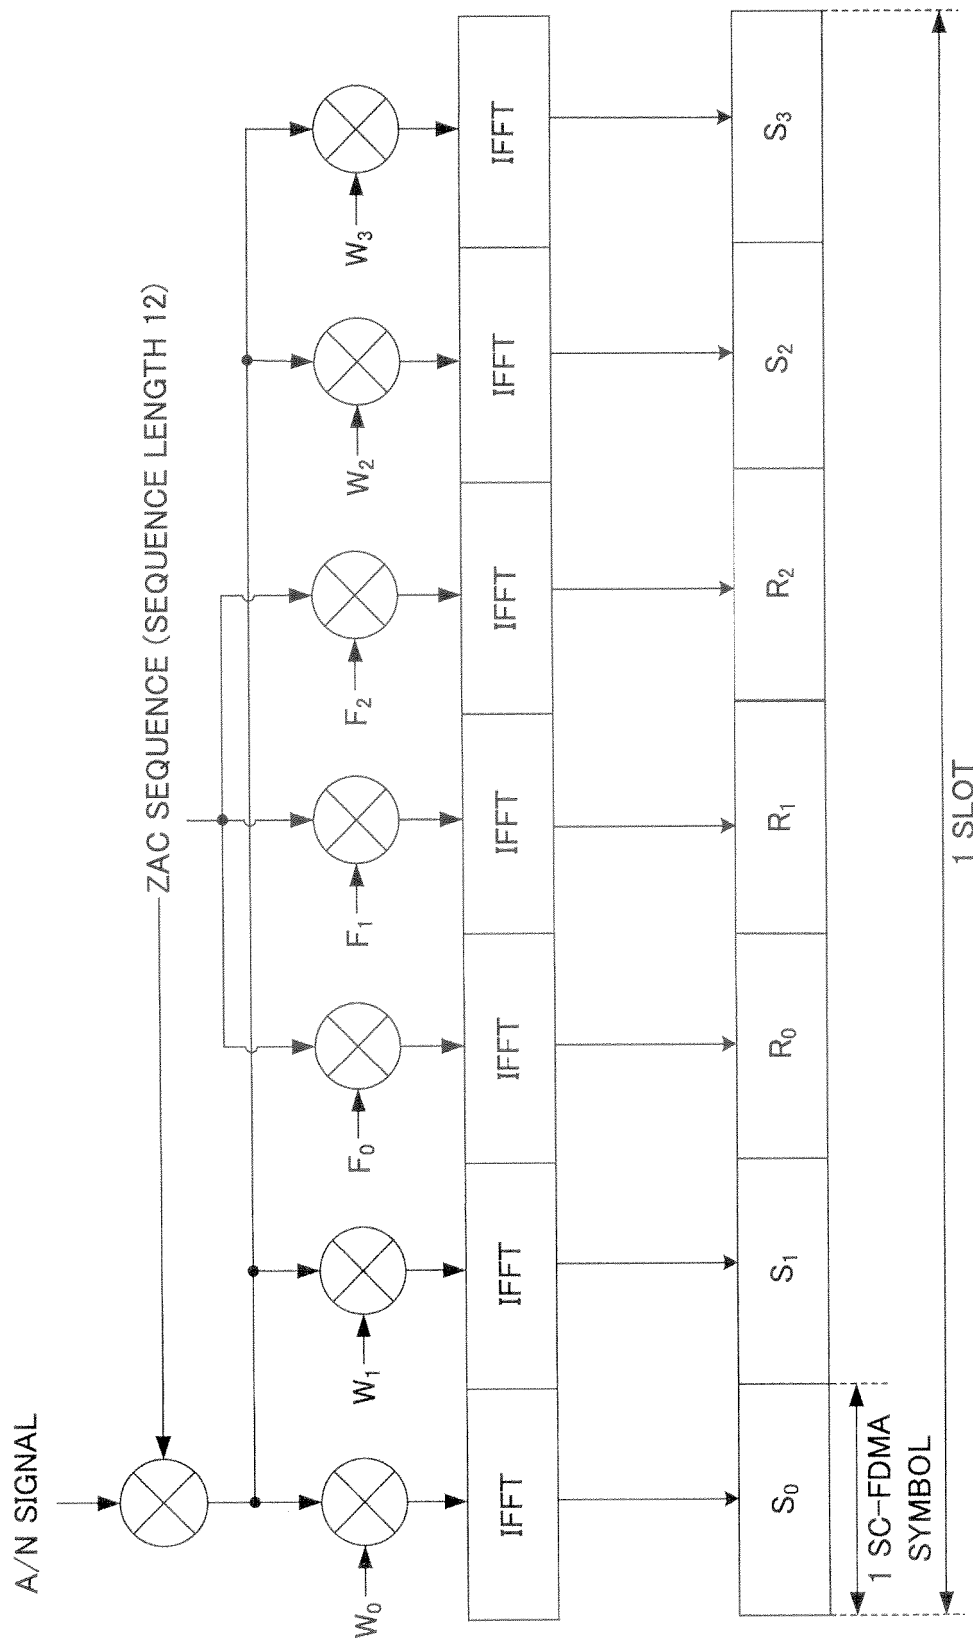 A/N SIGNAL
ZAC SEQUENCE (SEQUENCE LENGTH 12)
W0
W1
F0
F1
F2
W2
W3
IFFT
IFFT
IFFT
IFFT
IFFT
IFFT
IFFT
S0
S1
R0
R1
R2
S2
S3
1 SC-FDMA
SYMBOL
1 SLOT